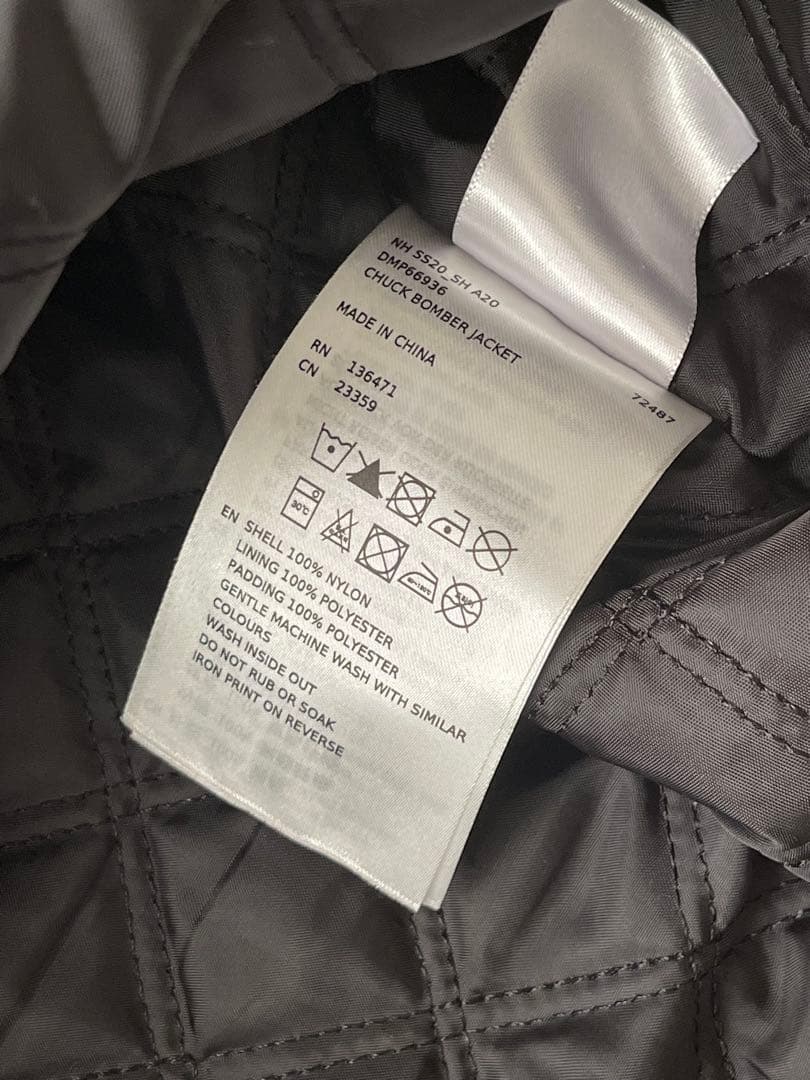 NH SS20_SH A20
DMP66936
CHUCK BOMBER JACKET
MADE IN CHINA
RN 136471
CN 23359
72487
30℃
EN SHELL 100% NYLON
LINING 100% POLYESTER
PADDING 100% POLYESTER
GENTLE MACHINE WASH WITH SIMILAR
COLOURS
WASH INSIDE OUT
DO NOT RUB OR SOAK
IRON PRINT ON REVERSE